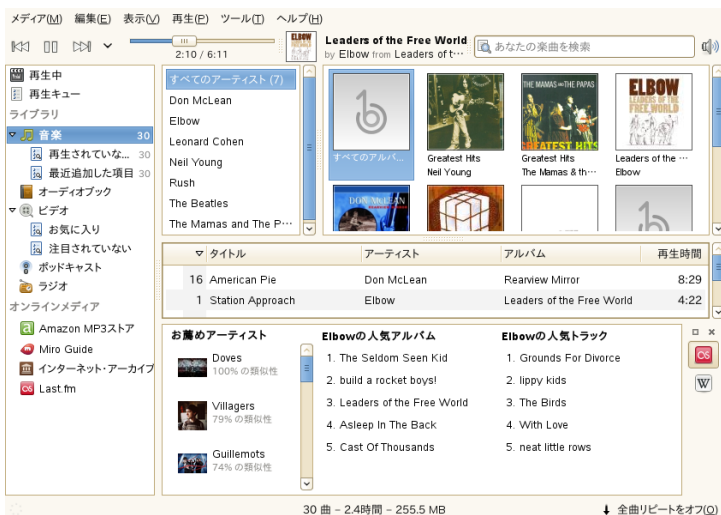 メディア(M) 編集(E) 表示(V) 再生(P) ツール(T) ヘルプ(H)
2:10 / 6:11
Leaders of the Free World
by Elbow from Leaders of t…
あなたの楽曲を検索
再生中
再生キュー
ライブラリ
音楽 30
再生されていな... 30
最近追加した項目 30
オーディオブック
ビデオ
お気に入り
注目されていない
ポッドキャスト
ラジオ
オンラインメディア
Amazon MP3ストア
Miro Guide
インターネット・アーカイブ
Last.fm
すべてのアーティスト (7)
Don McLean
Elbow
Leonard Cohen
Neil Young
Rush
The Beatles
The Mamas and The P…
すべてのアルバ...
Greatest Hits
Neil Young
THE MAMAS AND THE PAPAS
GREATEST HITS
Greatest Hits
The Mamas & th…
ELBOW
LEADERS OF THE FREE WORLD
Leaders of the …
Elbow
DON McLEAN
タイトル アーティスト アルバム 再生時間
16 American Pie Don McLean Rearview Mirror 8:29
1 Station Approach Elbow Leaders of the Free World 4:22
お薦めアーティスト
Doves
100% の類似性
Villagers
79% の類似性
Guillemots
74% の類似性
Elbowの人気アルバム
1. The Seldom Seen Kid
2. build a rocket boys!
3. Leaders of the Free World
4. Asleep In The Back
5. Cast Of Thousands
Elbowの人気トラック
1. Grounds For Divorce
2. lippy kids
3. The Birds
4. With Love
5. neat little rows
W
30 曲 – 2.4時間 – 255.5 MB
全曲リピートをオフ(O)